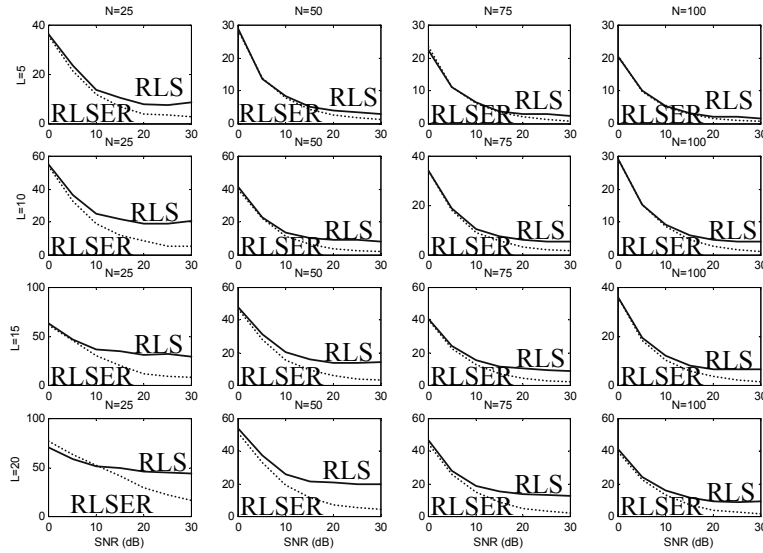 N=25 N=50 N=75 N=100
40 30 30 30
L=5 20 20 20 20
10 10 10
RLS RLS RLS RLS
RLSER RLSER RLSER RLSER
0 0 0 0
0 10 20 30 0 10 20 30 0 10 20 30 0 10 20 30
N=25 N=50 N=75 N=100
60 60 40 30
L=10 40 40 20 20
20 20 10
RLS RLS RLS RLS
RLSER RLSER RLSER RLSER
0 0 0 0
0 10 20 30 0 10 20 30 0 10 20 30 0 10 20 30
N=25 N=50 N=75 N=100
100 60 60 40
L=15 50 40 40 20
20 20
RLS RLS RLS RLS
RLSER RLSER RLSER RLSER
0 0 0 0
0 10 20 30 0 10 20 30 0 10 20 30 0 10 20 30
N=25 N=50 N=75 N=100
100 60 60 60
L=20 50 40 40 40
20 20 20
RLS RLS RLS RLS
RLSER RLSER RLSER RLSER
0 0 0 0
0 10 20 30 0 10 20 30 0 10 20 30 0 10 20 30
SNR (dB) SNR (dB) SNR (dB) SNR (dB)